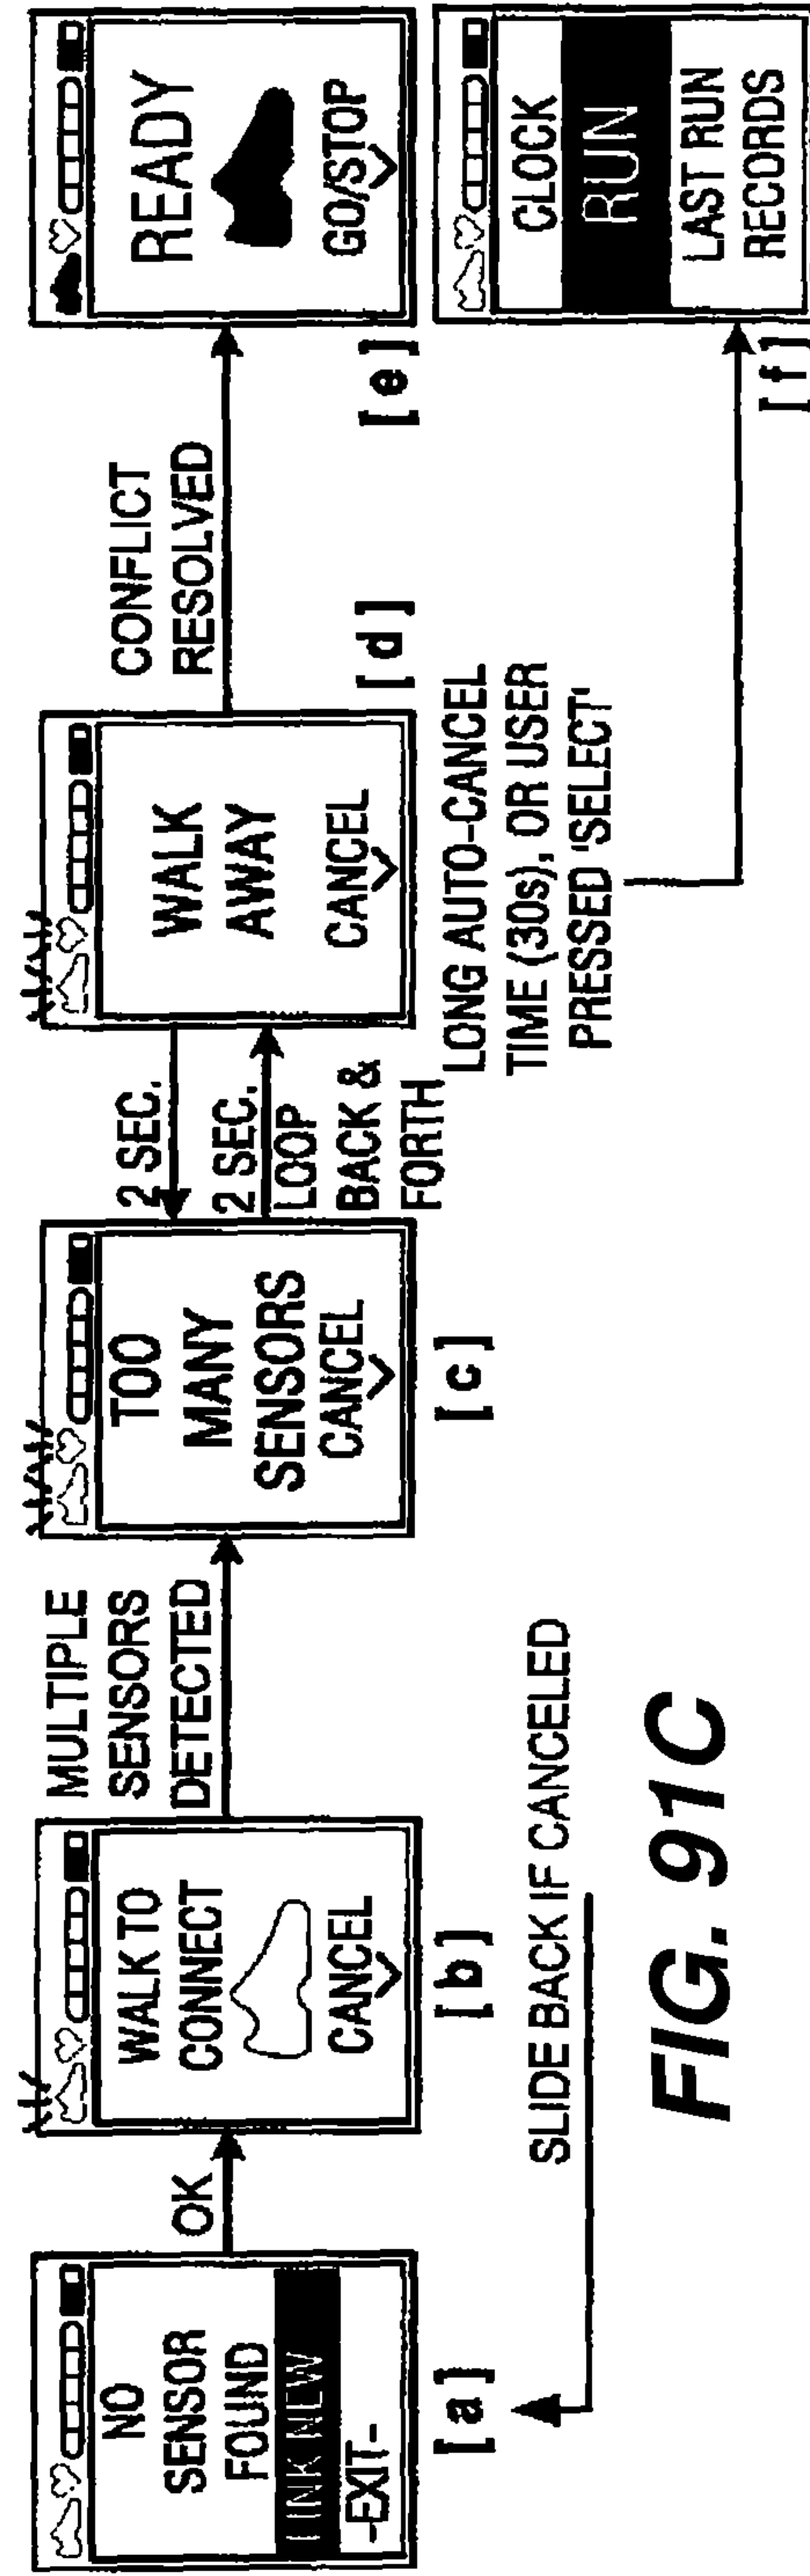 NO
SENSOR
FOUND
LINK NEW
-EXIT-
[a]
OK
WALK TO
CONNECT
CANCEL
[b]
SLIDE BACK IF CANCELED
MULTIPLE
SENSORS
DETECTED
TOO
MANY
SENSORS
CANCEL
[c]
2 SEC.
2 SEC.
LOOP
BACK &
FORTH
WALK
AWAY
CANCEL
[d]
LONG AUTO-CANCEL
TIME (30s), OR USER
PRESSED 'SELECT'
CONFLICT
RESOLVED
READY
GO/STOP
[e]
CLOCK
RUN
LAST RUN
RECORDS
[f]
FIG. 91C